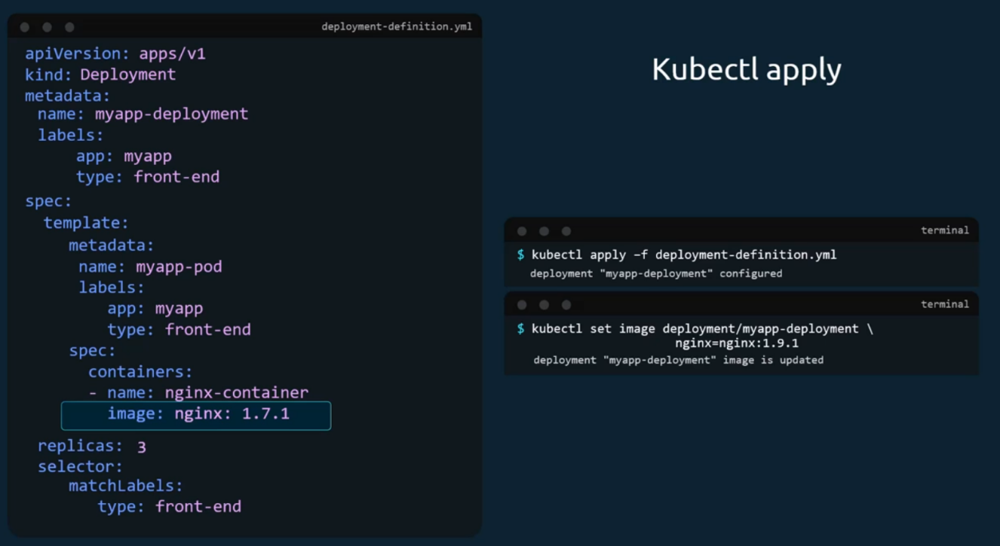 deployment-definition.yml
apiVersion: apps/v1
kind: Deployment
metadata:
name: myapp-deployment
labels:
app: myapp
type: front-end
spec:
template:
metadata:
name: myapp-pod
labels:
app: myapp
type: front-end
spec:
containers:
- name: nginx-container
image: nginx: 1.7.1
replicas: 3
selector:
matchLabels:
type: front-end
Kubectl apply
terminal
$ kubectl apply –f deployment-definition.yml
deployment "myapp-deployment" configured
terminal
$ kubectl set image deployment/myapp-deployment \
nginx=nginx:1.9.1
deployment "myapp-deployment" image is updated